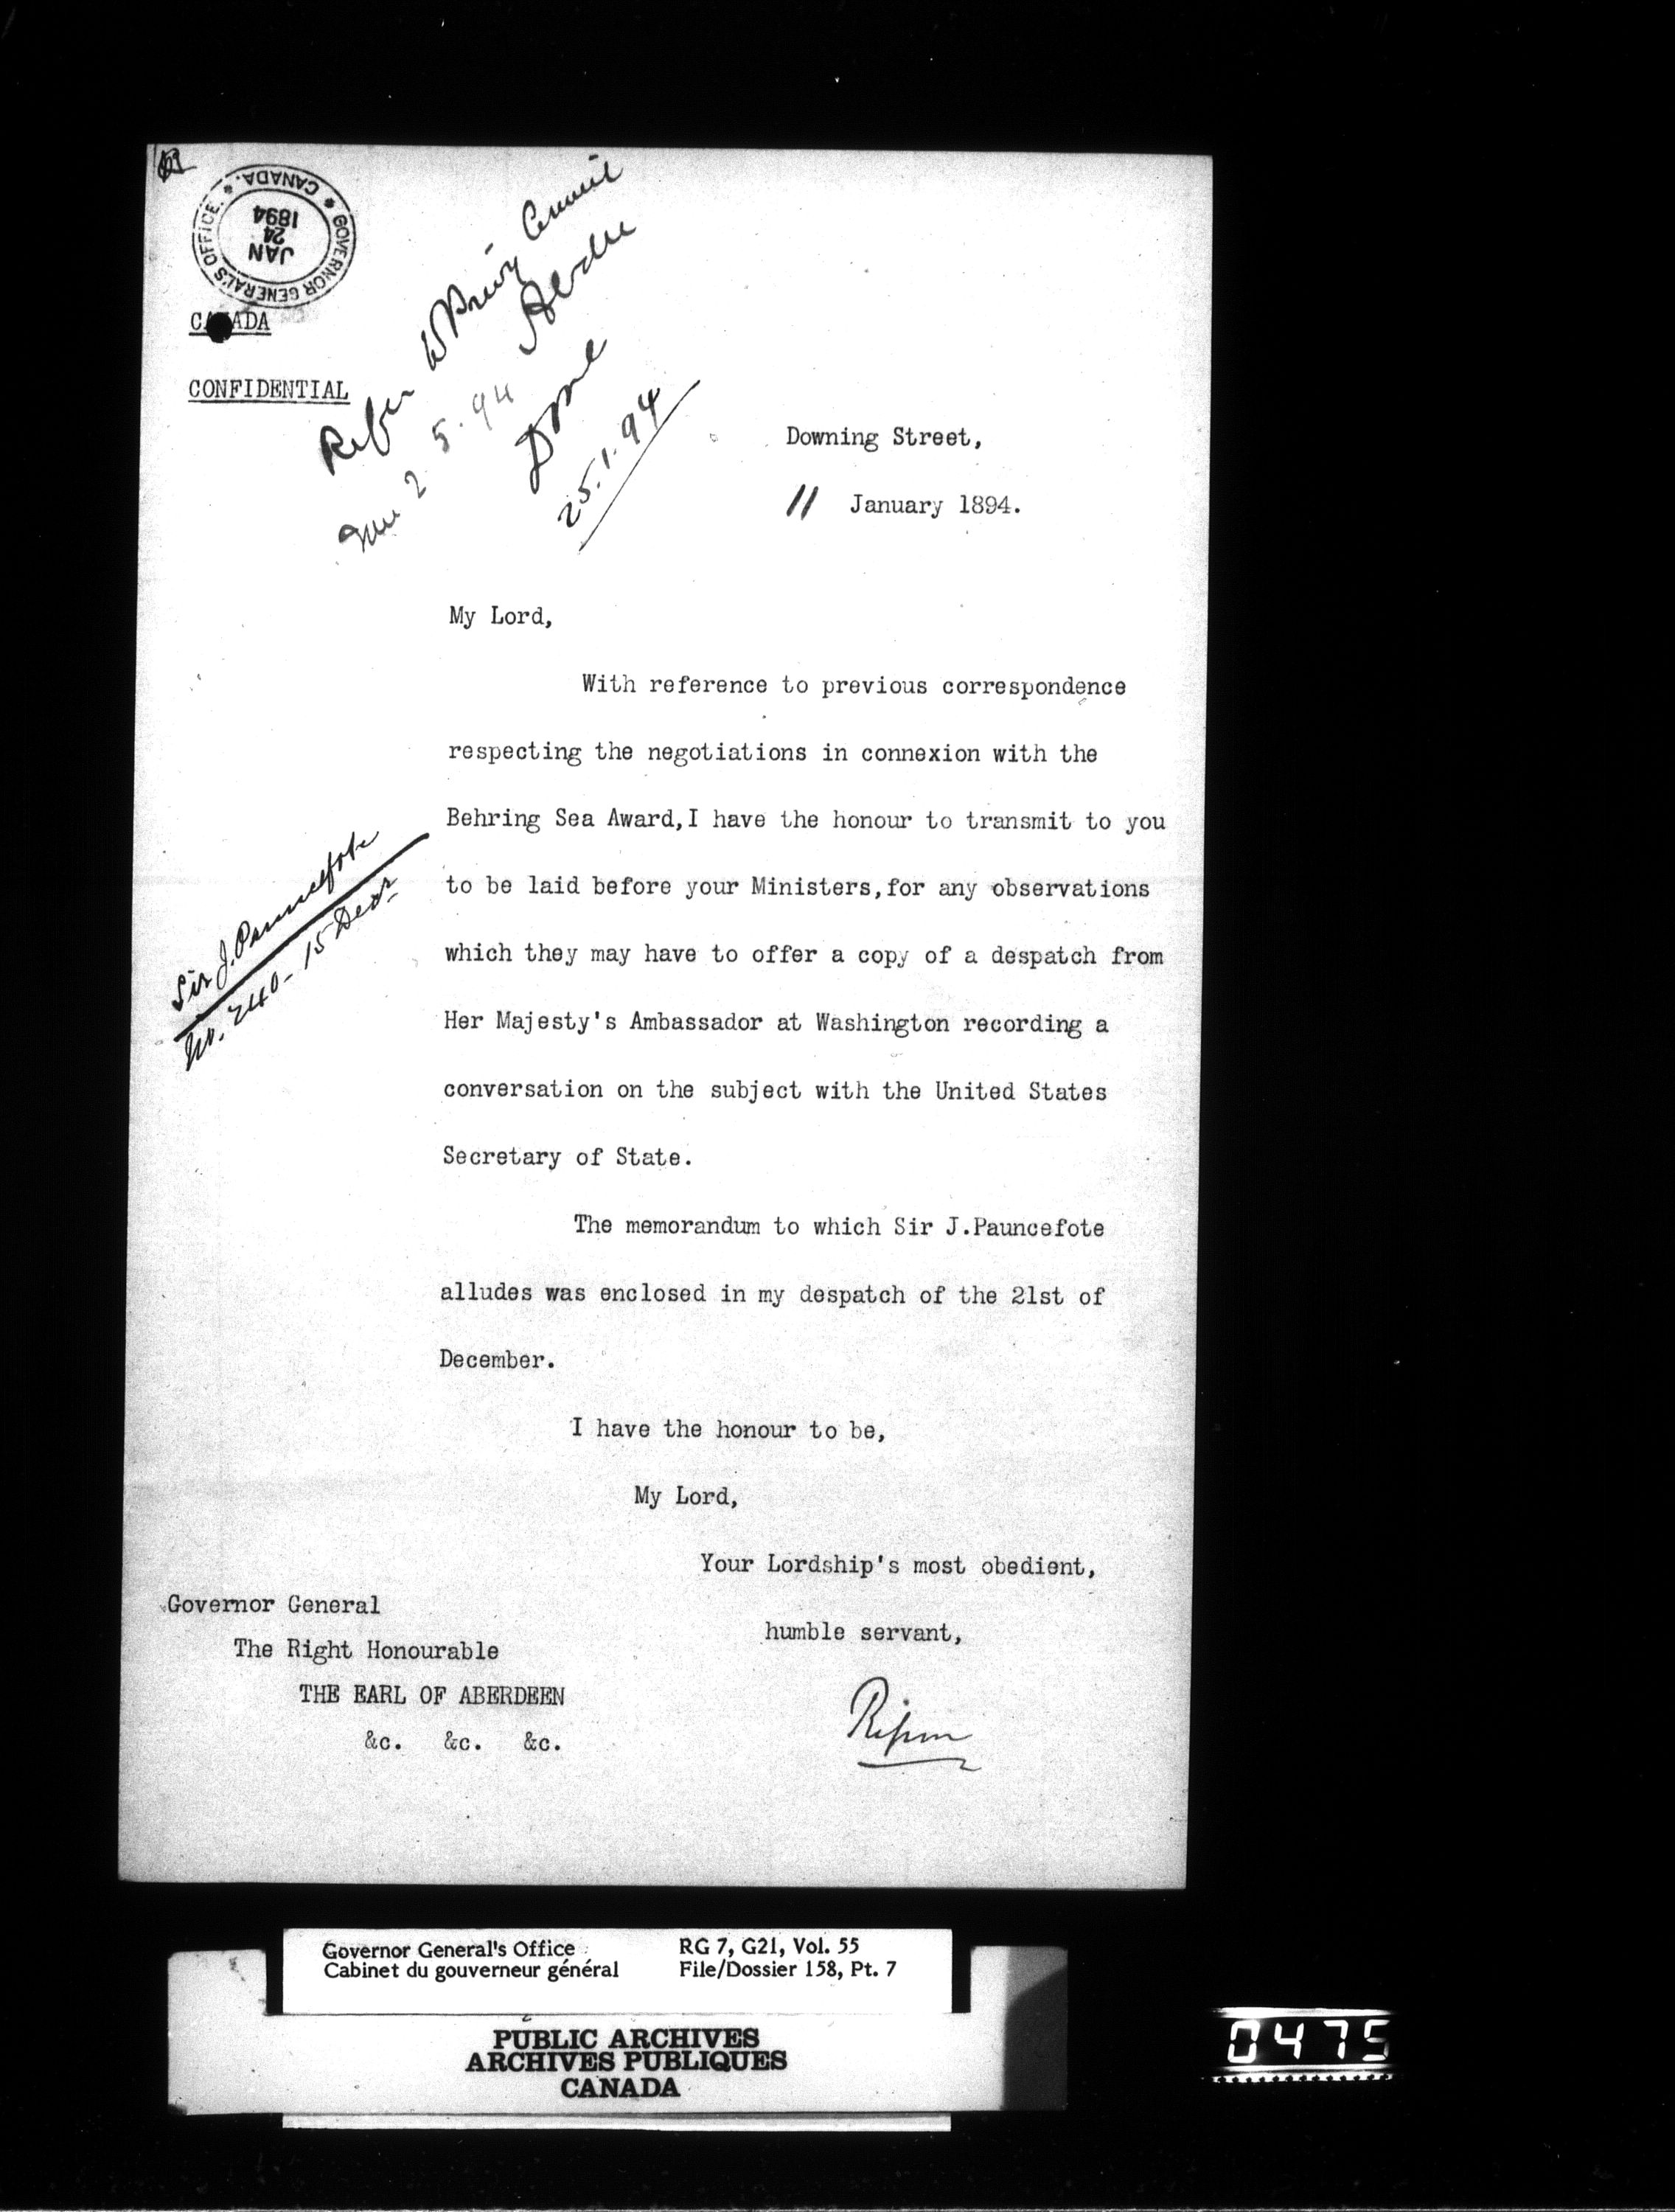 GOVERNOR GENERAL'S OFFICE. CANADA.
JAN
24
1894
CANADA
CONFIDENTIAL
Refer to Privy Council
5.94
Done
25.1.94
Downing Street,
11 January 1894.
My Lord,
With reference to previous correspondence
respecting the negotiations in connexion with the
Behring Sea Award,I have the honour to transmit to you
to be laid before your Ministers,for any observations
which they may have to offer a copy of a despatch from
Her Majesty's Ambassador at Washington recording a
conversation on the subject with the United States
Secretary of State.
Sir J. Pauncefote
No. 240 - 15 Decr
The memorandum to which Sir J.Pauncefote
alludes was enclosed in my despatch of the 21st of
December.
I have the honour to be,
My Lord,
Your Lordship's most obedient,
humble servant,
Ripon
Governor General
The Right Honourable
THE EARL OF ABERDEEN
&c. &c. &c.
Governor General's Office
Cabinet du gouverneur général
RG 7, G21, Vol. 55
File/Dossier 158, Pt. 7
PUBLIC ARCHIVES
ARCHIVES PUBLIQUES
CANADA
0475